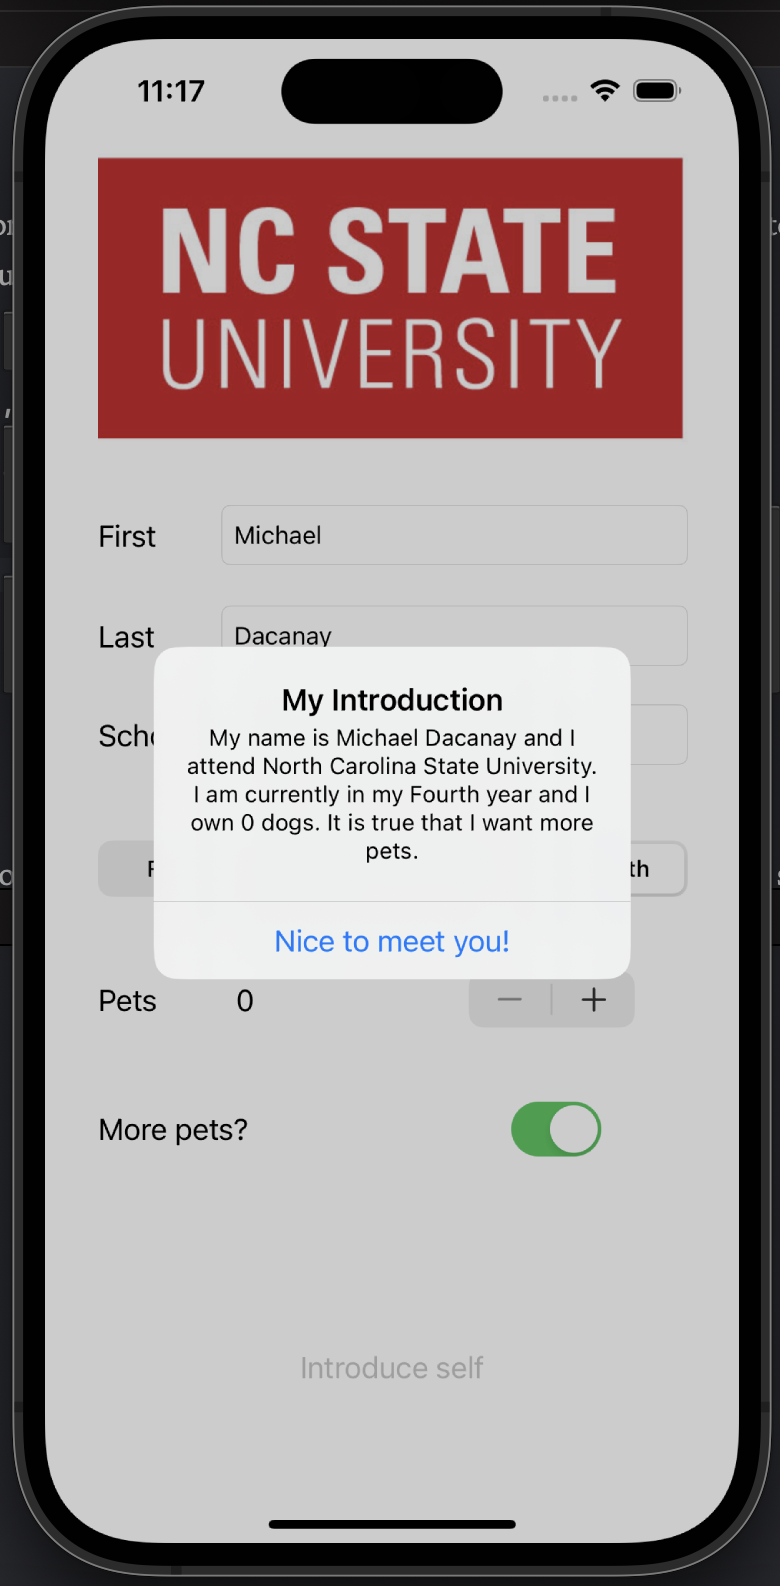 11:17
NC STATE
UNIVERSITY
First Michael
Last Dacanay
My Introduction
My name is Michael Dacanay and I
attend North Carolina State University.
I am currently in my Fourth year and I
own 0 dogs. It is true that I want more
pets.
Nice to meet you!
Pets 0 − +
More pets?
Introduce self